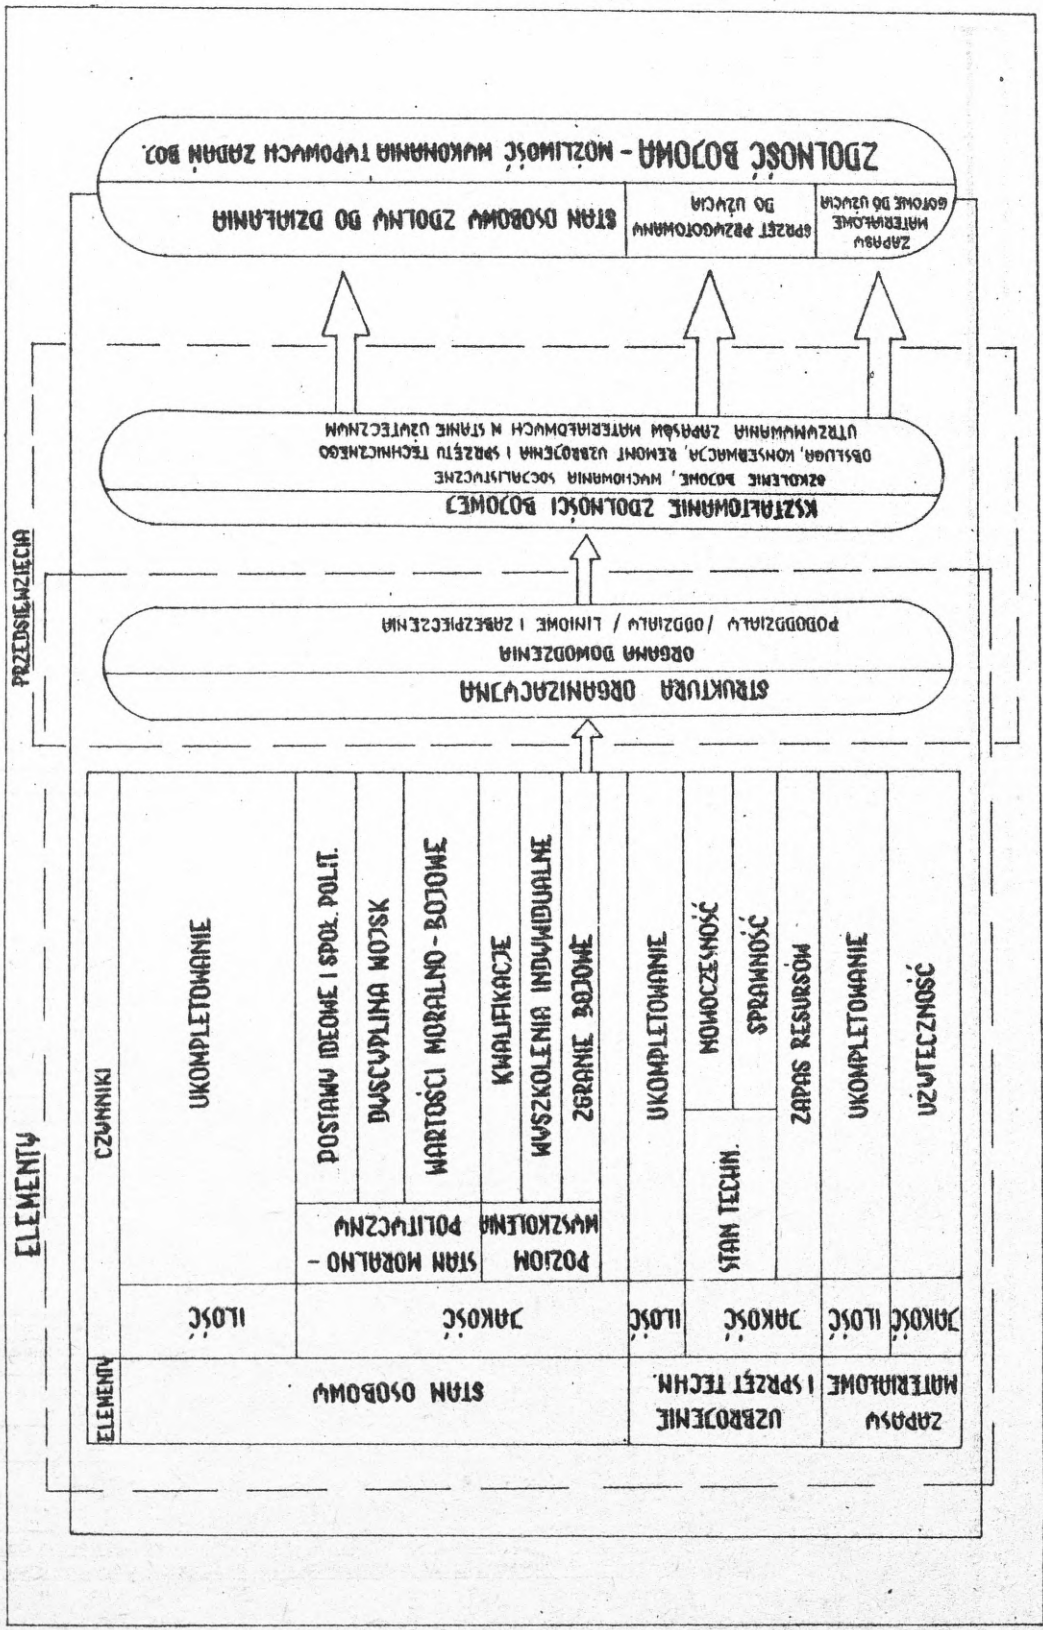 ZDOLNOŚĆ BOJOWA - MOŻLIWOŚĆ WYKONANIA TYPOWYCH ZADAŃ BOJ.
STAN OSOBOWY ZDOLNY DO DZIAŁANIA
SPRZĘT PRZYGOTOWANY
DO UŻYCIA
ZAPASY
MATERIAŁOWE
GOTOWE DO UŻYCIA
PRZEDSIĘWZIĘCIA
KSZTAŁTOWANIE ZDOLNOŚCI BOJOWEJ
SZKOLENIE BOJOWE, WYCHOWANIA SOCJALISTYCZNE
OBSŁUGA, KONSERWACJA, REMONT UZBROJENIA I SPRZĘTU TECHNICZNEGO
UTRZYMYWANIA ZAPASÓW MATERIAŁOWYCH W STANIE UŻYTECZNYM
STRUKTURA ORGANIZACYJNA
ORGANA DOWODZENIA
PODODDZIAŁY /ODDZIAŁY/ LINIOWE I ZABEZPIECZENIA
ELEMENTY
ELEMENTY
CZYNNIKI
STAN OSOBOWY
ILOŚĆ
UKOMPLETOWANIE
JAKOŚĆ
STAN MORALNO -
POLITYCZNY
POSTAWY IDEOWE I SPOŁ. POLIT.
DYSCYPLINA WOJSK
WARTOŚCI MORALNO-BOJOWE
POZIOM
WYSZKOLENIA
KWALIFIKACJE
WYSZKOLENIA INDYWIDUALNE
ZGRANIE BOJOWE
UZBROJENIE
I SPRZĘT TECHN.
ILOŚĆ
UKOMPLETOWANIE
JAKOŚĆ
STAN TECHN.
NOWOCZESNOŚĆ
SPRAWNOŚĆ
ZAPAS RESURSÓW
ZAPASY
MATERIAŁOWE
ILOŚĆ
UKOMPLETOWANIE
JAKOŚĆ
UŻYTECZNOŚĆ